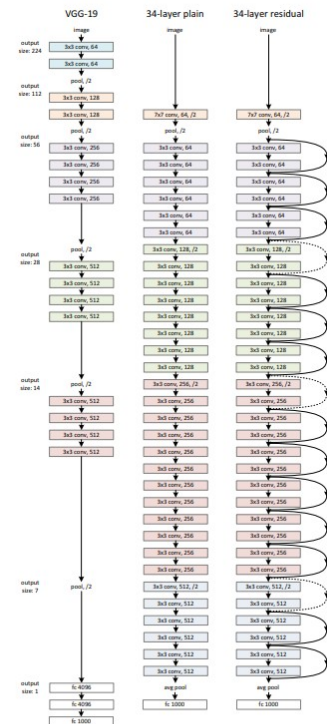 output
size: 224
output
size: 112
output
size: 56
output
size: 28
output
size: 14
output
size: 7
output
size: 1
VGG-19
image
3x3 conv, 64
3x3 conv, 64
pool, /2
3x3 conv, 128
3x3 conv, 128
pool, /2
3x3 conv, 256
3x3 conv, 256
3x3 conv, 256
3x3 conv, 256
pool, /2
3x3 conv, 512
3x3 conv, 512
3x3 conv, 512
3x3 conv, 512
pool, /2
3x3 conv, 512
3x3 conv, 512
3x3 conv, 512
3x3 conv, 512
pool, /2
fc 4096
fc 4096
fc 1000
34-layer plain
image
7x7 conv, 64, /2
pool, /2
3x3 conv, 64
3x3 conv, 64
3x3 conv, 64
3x3 conv, 64
3x3 conv, 64
3x3 conv, 64
3x3 conv, 128, /2
3x3 conv, 128
3x3 conv, 128
3x3 conv, 128
3x3 conv, 128
3x3 conv, 128
3x3 conv, 128
3x3 conv, 128
3x3 conv, 256, /2
3x3 conv, 256
3x3 conv, 256
3x3 conv, 256
3x3 conv, 256
3x3 conv, 256
3x3 conv, 256
3x3 conv, 256
3x3 conv, 256
3x3 conv, 256
3x3 conv, 256
3x3 conv, 256
3x3 conv, 512, /2
3x3 conv, 512
3x3 conv, 512
3x3 conv, 512
3x3 conv, 512
3x3 conv, 512
avg pool
fc 1000
34-layer residual
image
7x7 conv, 64, /2
pool, /2
3x3 conv, 64
3x3 conv, 64
3x3 conv, 64
3x3 conv, 64
3x3 conv, 64
3x3 conv, 64
3x3 conv, 128, /2
3x3 conv, 128
3x3 conv, 128
3x3 conv, 128
3x3 conv, 128
3x3 conv, 128
3x3 conv, 128
3x3 conv, 128
3x3 conv, 256, /2
3x3 conv, 256
3x3 conv, 256
3x3 conv, 256
3x3 conv, 256
3x3 conv, 256
3x3 conv, 256
3x3 conv, 256
3x3 conv, 256
3x3 conv, 256
3x3 conv, 256
3x3 conv, 256
3x3 conv, 512, /2
3x3 conv, 512
3x3 conv, 512
3x3 conv, 512
3x3 conv, 512
3x3 conv, 512
avg pool
fc 1000